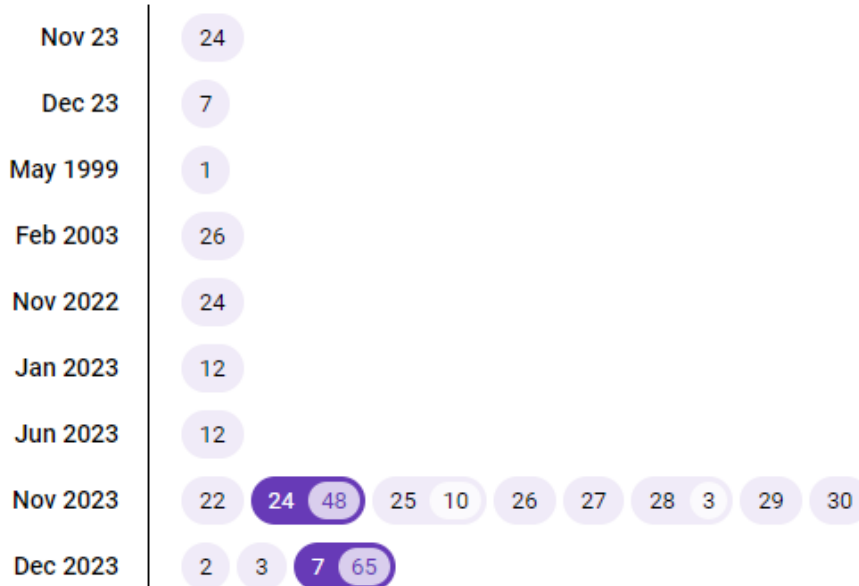 Nov 23 24
Dec 23 7
May 1999 1
Feb 2003 26
Nov 2022 24
Jan 2023 12
Jun 2023 12
Nov 2023 22 24 48 25 10 26 27 28 3 29 30
Dec 2023 2 3 7 65